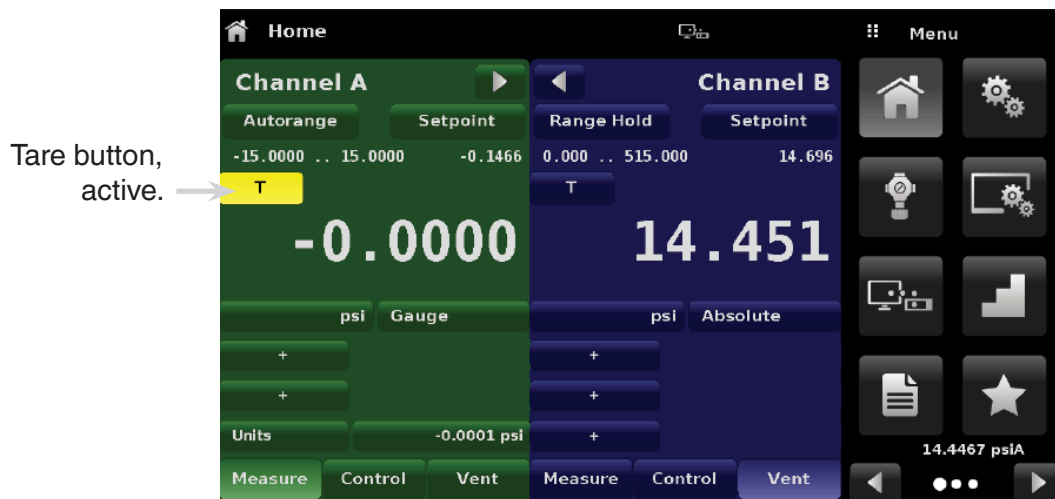 Home Menu
Channel A Channel B
Autorange Setpoint Range Hold Setpoint
-15.0000 .. 15.0000 -0.1466 0.000 .. 515.000 14.696
Tare button,
active.
T T
-0.0000 14.451
psi Gauge psi Absolute
+ +
+ +
Units -0.0001 psi +
14.4467 psiA
Measure Control Vent Measure Control Vent